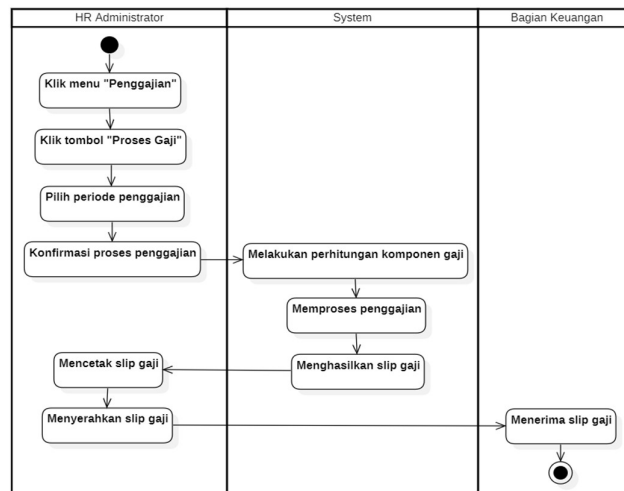 HR Administrator
System
Bagian Keuangan
Klik menu "Penggajian"
Klik tombol "Proses Gaji"
Pilih periode penggajian
Konfirmasi proses penggajian
Melakukan perhitungan komponen gaji
Memproses penggajian
Menghasilkan slip gaji
Mencetak slip gaji
Menyerahkan slip gaji
Menerima slip gaji